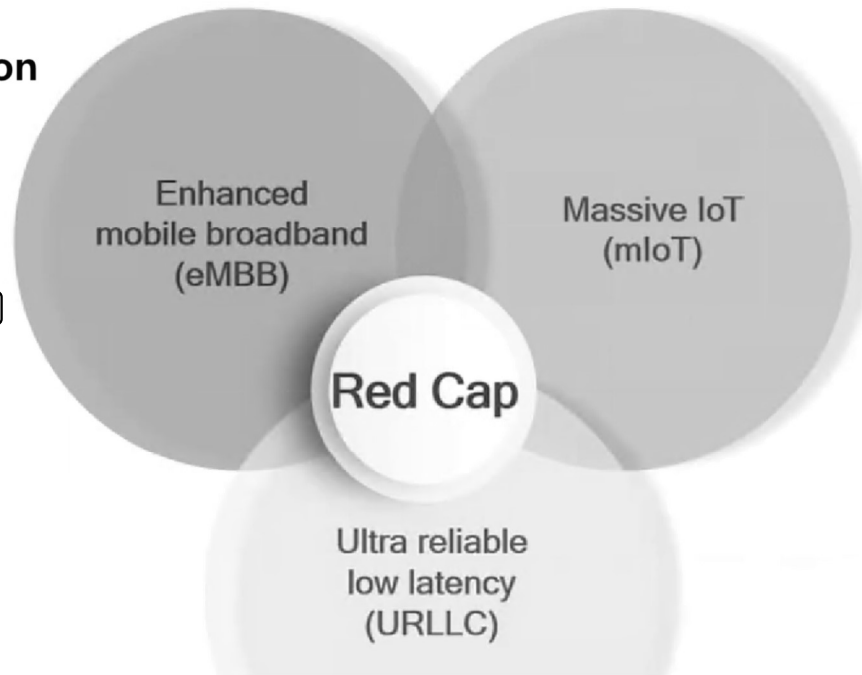 on
Enhanced
mobile broadband
(eMBB)
Massive IoT
(mIoT)
Red Cap
Ultra reliable
low latency
(URLLC)